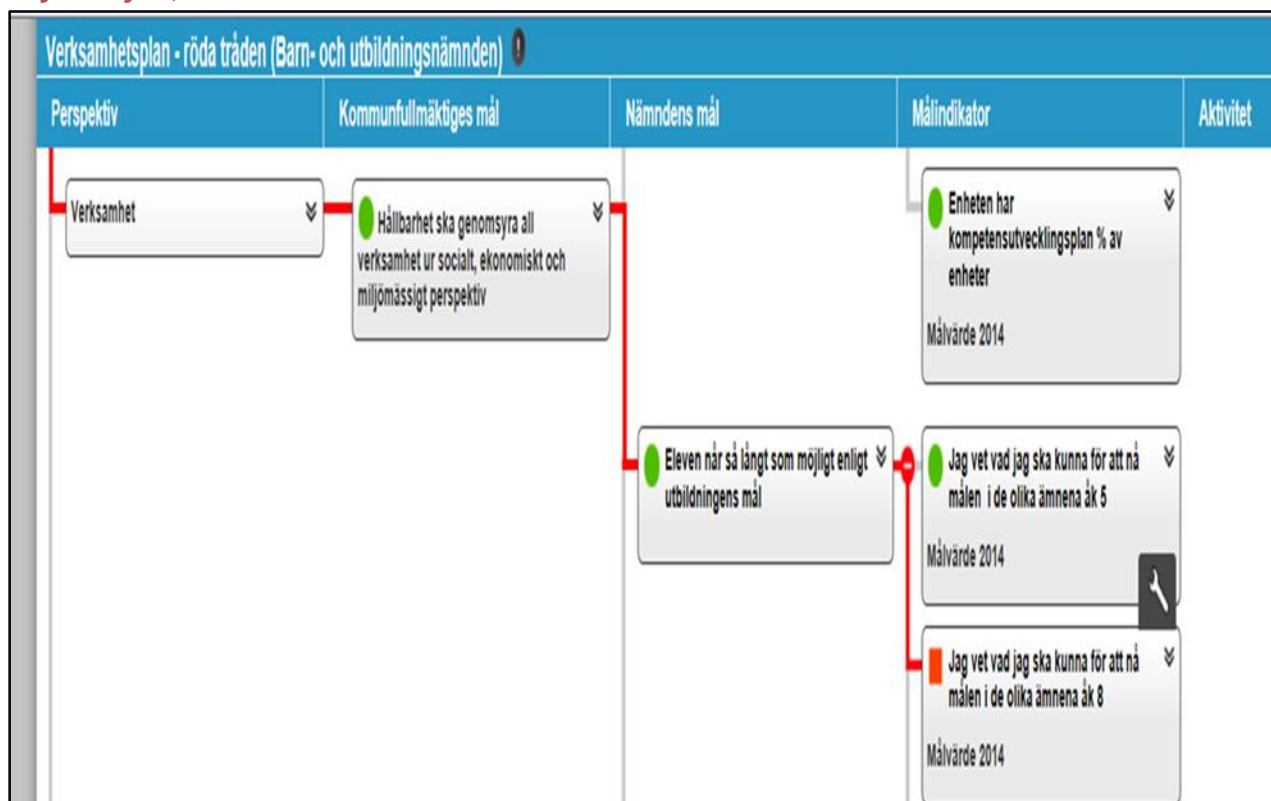 Verksamhetsplan - röda tråden (Barn- och utbildningsnämnden) !
Perspektiv
Kommunfullmäktiges mål
Nämndens mål
Målindikator
Aktivitet
Verksamhet
Hållbarhet ska genomsyra all
verksamhet ur socialt, ekonomiskt och
miljömässigt perspektiv
Enheten har
kompetensutvecklingsplan % av
enheter
Målvärde 2014
Eleven når så långt som möjligt enligt
utbildningens mål
Jag vet vad jag ska kunna för att nå
målen i de olika ämnena åk 5
Målvärde 2014
Jag vet vad jag ska kunna för att nå
målen i de olika ämnena åk 8
Målvärde 2014